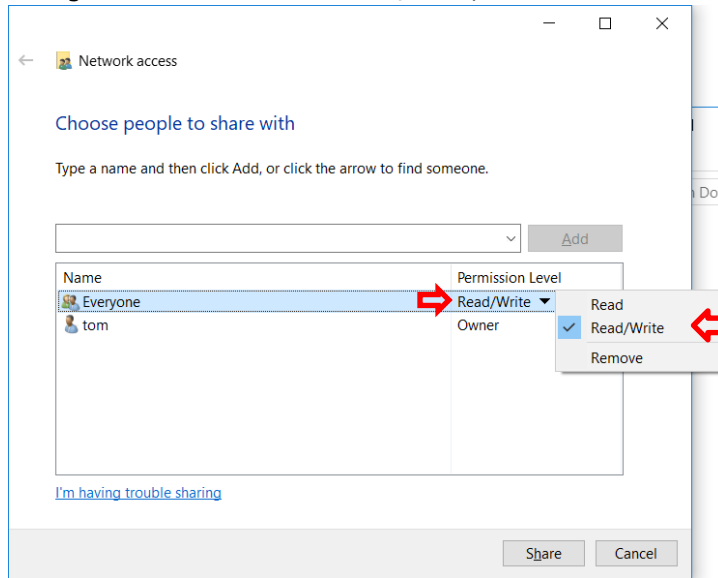 Network access
Choose people to share with
Type a name and then click Add, or click the arrow to find someone.
Add
Name Permission Level
Everyone Read/Write
tom Owner
Read
Read/Write
Remove
I'm having trouble sharing
Share Cancel